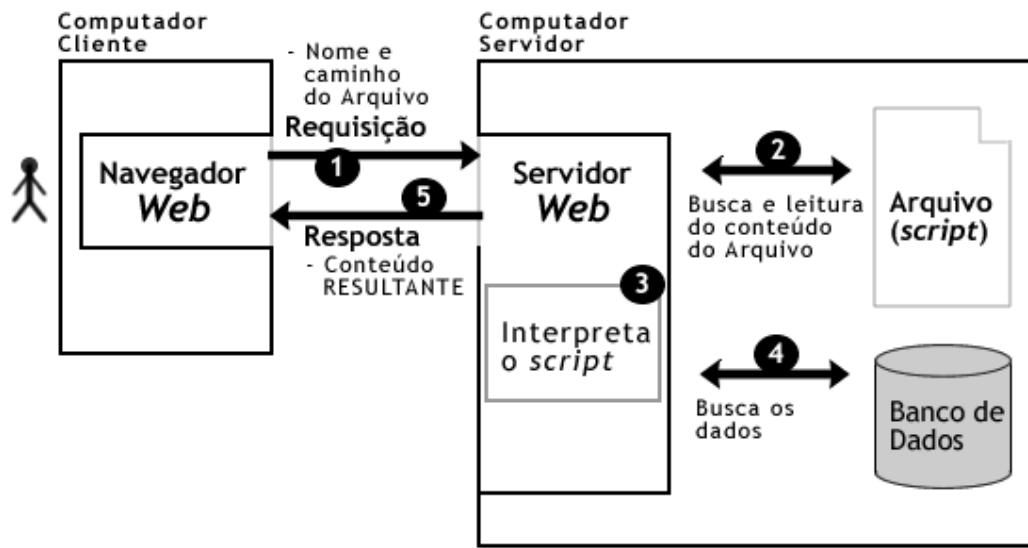 Computador
Cliente
- Nome e
caminho
do Arquivo
Requisição
1
Navegador
Web
5
Resposta
- Conteúdo
RESULTANTE
Computador
Servidor
Servidor
Web
3
Interpreta
o script
2
Busca e leitura
do conteúdo
do Arquivo
Arquivo
(script)
4
Busca os
dados
Banco de
Dados